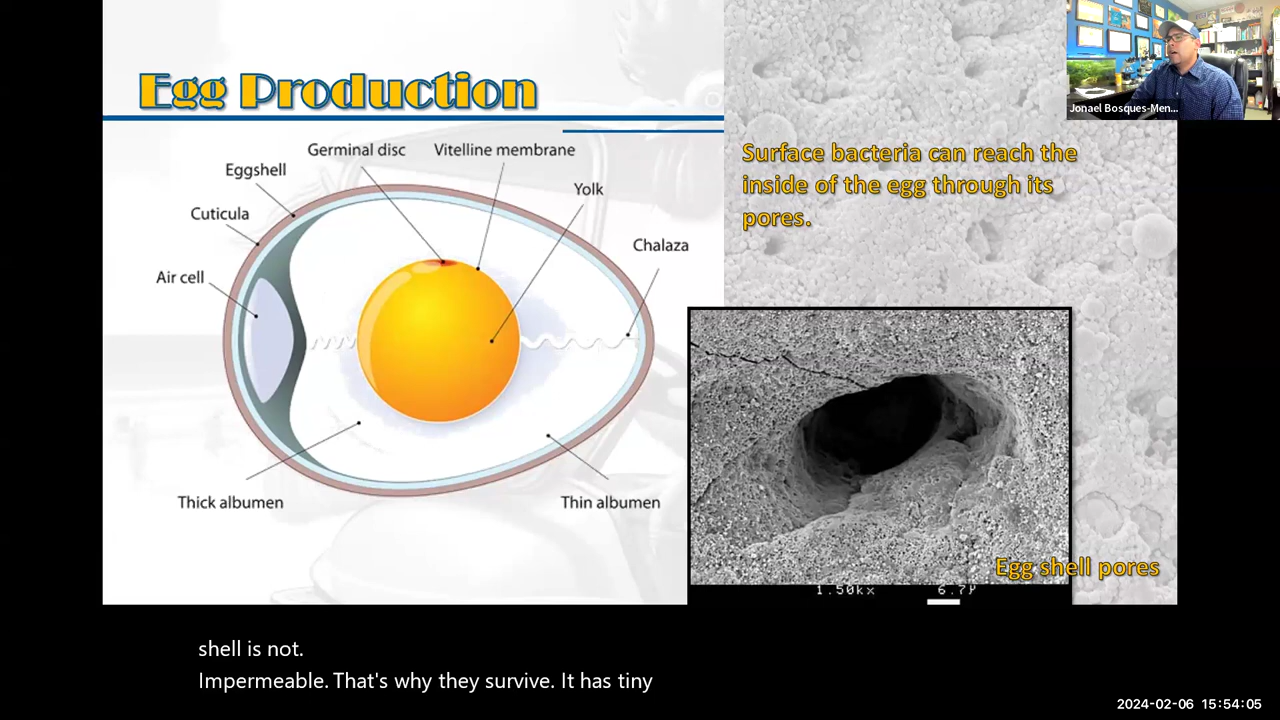 Egg Production
Germinal disc
Vitelline membrane
Eggshell
Yolk
Cuticula
Chalaza
Air cell
Thick albumen
Thin albumen
Surface bacteria can reach the
inside of the egg through its
pores.
Egg shell pores
1.50kx
6.7µ
Jonael Bosques-Men...
shell is not.
Impermeable. That's why they survive. It has tiny
2024-02-06 15:54:05